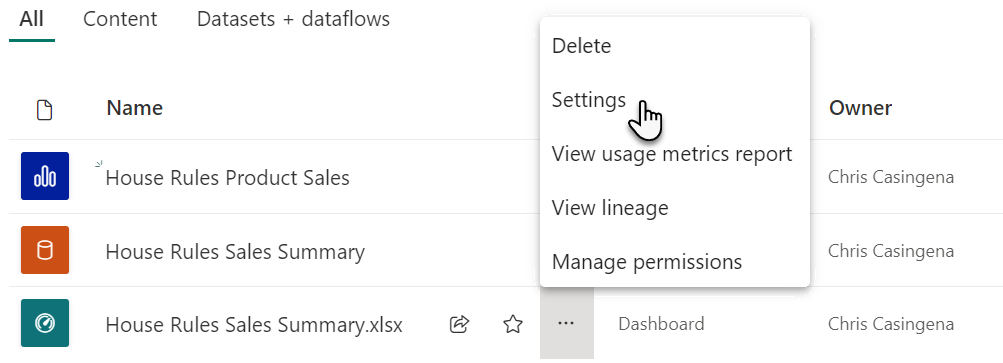 All Content Datasets + dataflows
Delete
Settings
Name Owner
View usage metrics report
House Rules Product Sales Chris Casingena
View lineage
House Rules Sales Summary Chris Casingena
Manage permissions
House Rules Sales Summary.xlsx ... Dashboard Chris Casingena